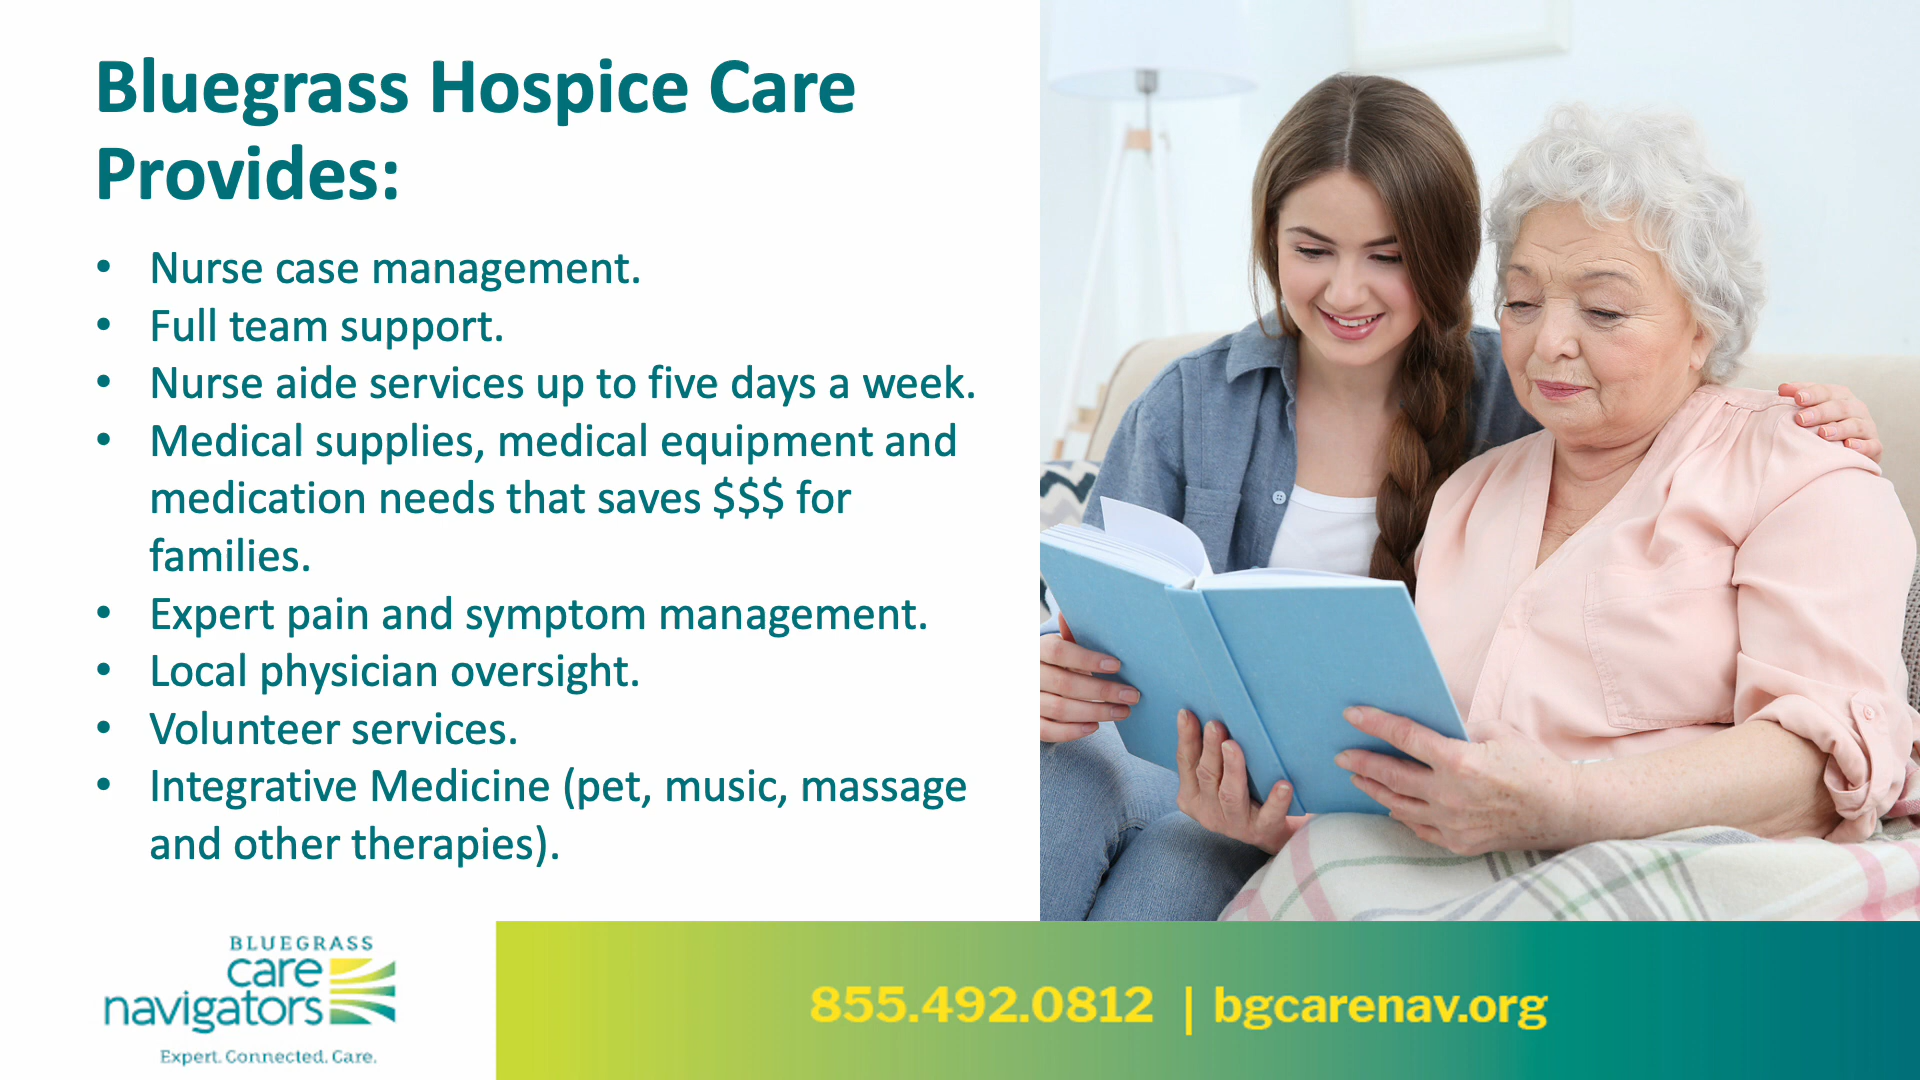 Bluegrass Hospice Care
Provides:
• Nurse case management.
• Full team support.
• Nurse aide services up to five days a week.
• Medical supplies, medical equipment and
medication needs that saves $$$ for
families.
• Expert pain and symptom management.
• Local physician oversight.
• Volunteer services.
• Integrative Medicine (pet, music, massage
and other therapies).
BLUEGRASS
care
navigators
Expert. Connected. Care.
855.492.0812 | bgcarenav.org